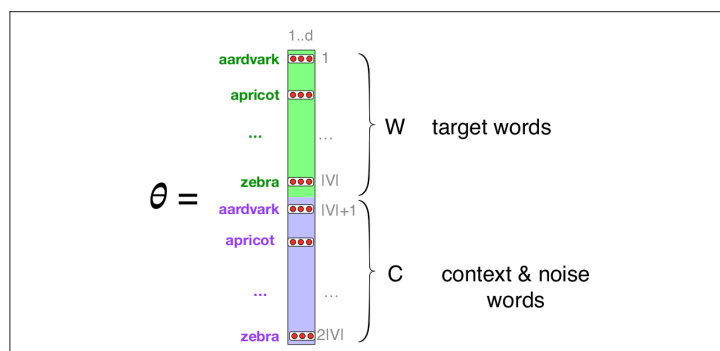 1..d
aardvark 1
apricot
... ...
W target words
zebra |V|
θ =
aardvark |V|+1
apricot
C context & noise
words
... ...
zebra 2|V|